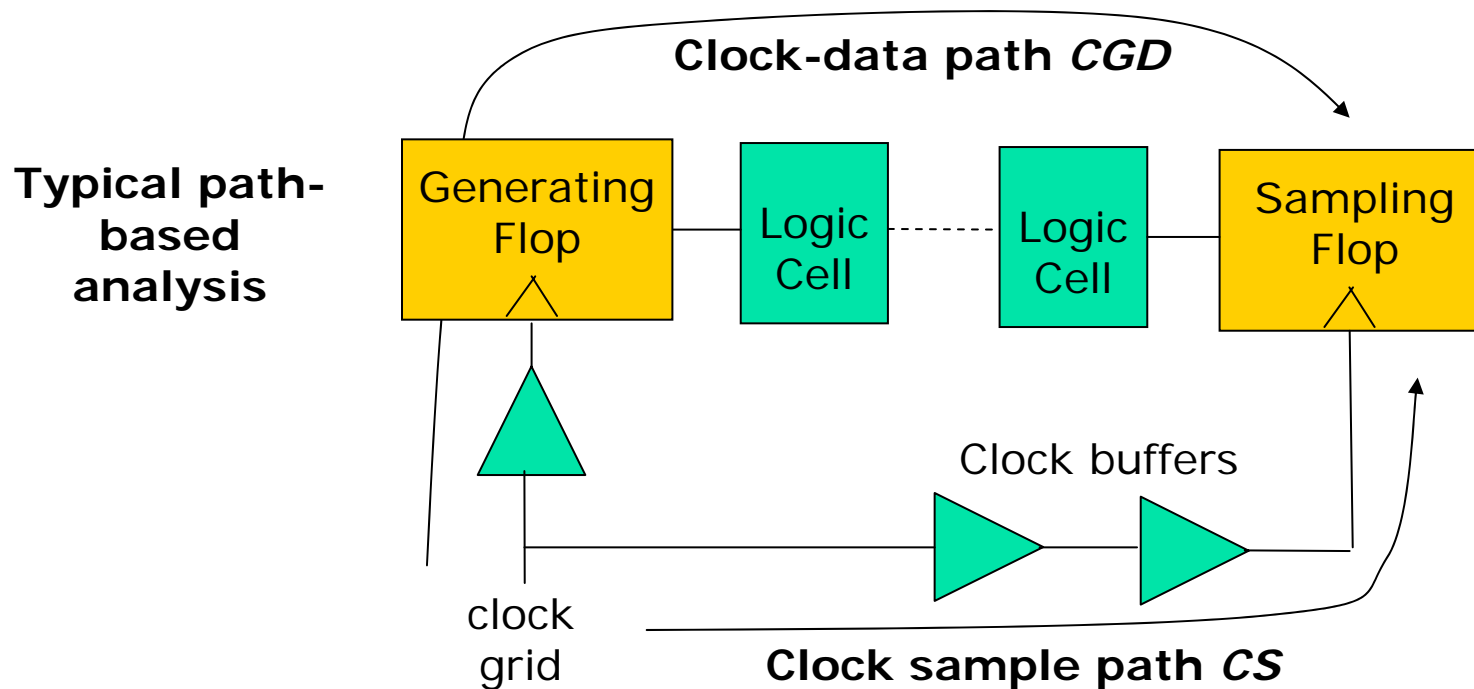 Clock-data path CGD
Typical path-
based
analysis
Generating
Flop
Logic
Cell
Logic
Cell
Sampling
Flop
Clock buffers
clock
grid
Clock sample path CS